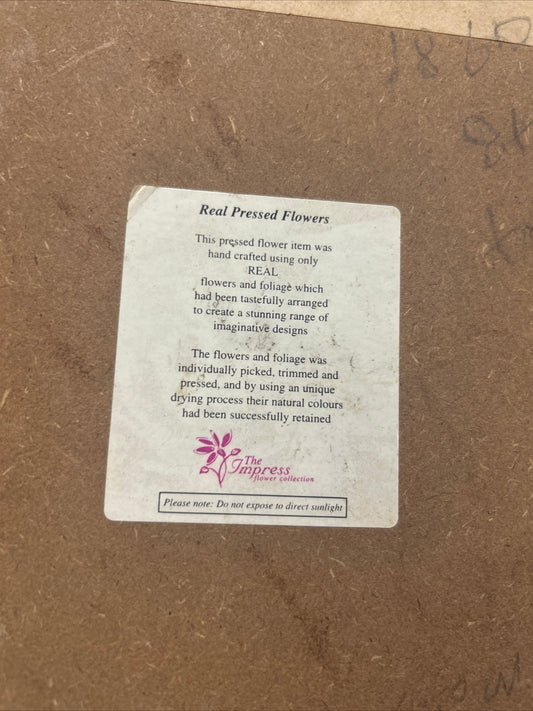 Real Pressed Flowers
This pressed flower item was
hand crafted using only
REAL
flowers and foliage which
had been tastefully arranged
to create a stunning range of
imaginative designs
The flowers and foliage was
individually picked, trimmed and
pressed, and by using an unique
drying process their natural colours
had been successfully retained
The
Impress
flower collection
Please note: Do not expose to direct sunlight